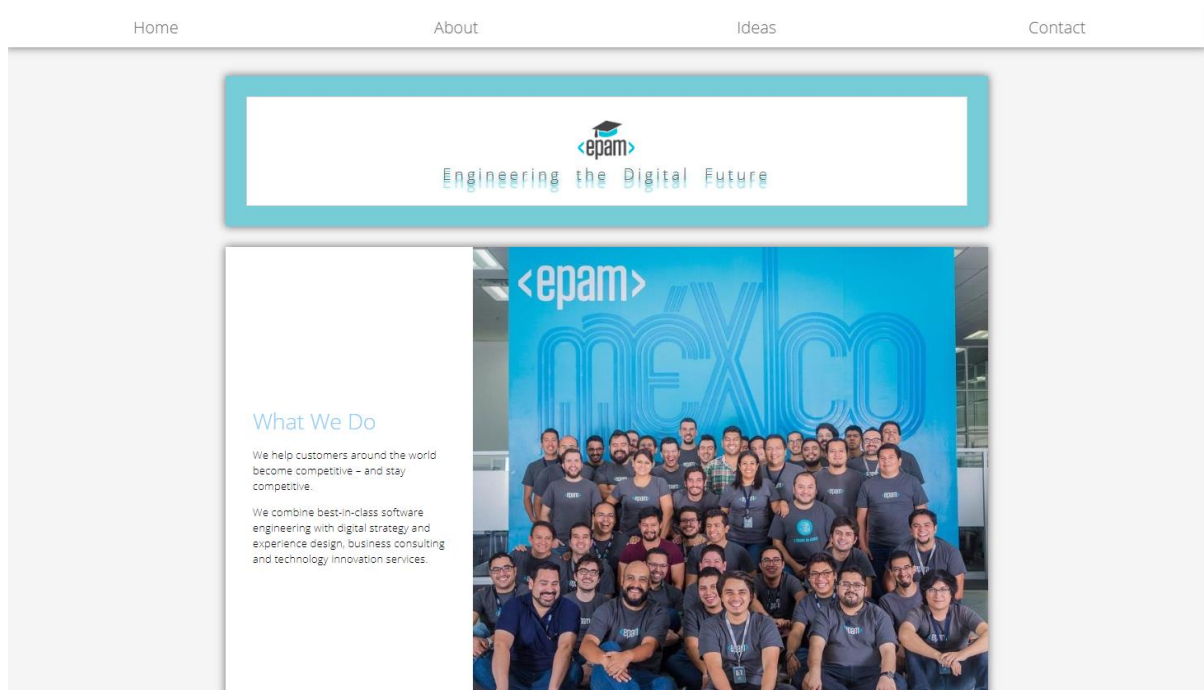 Home About Ideas Contact
<epam>
Engineering the Digital Future
<epam>
méxico
What We Do
We help customers around the world
become competitive – and stay
competitive.
We combine best-in-class software
engineering with digital strategy and
experience design, business consulting
and technology innovation services.